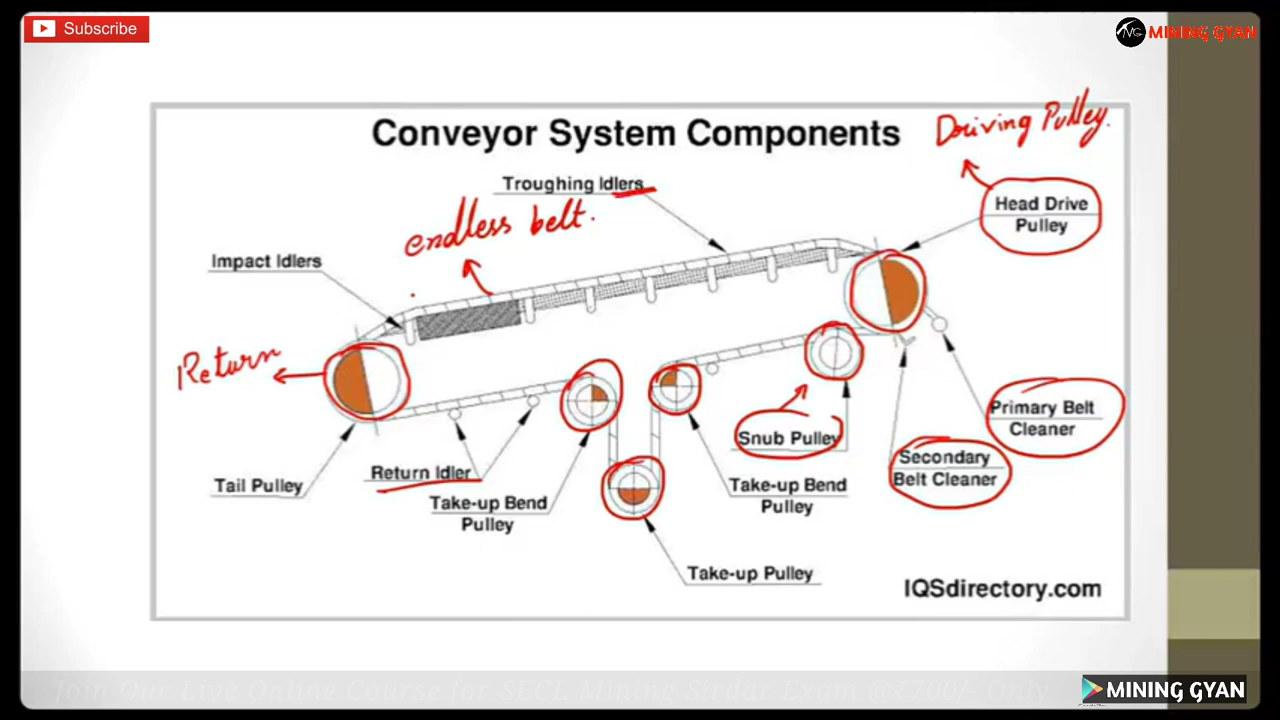 Subscribe
MINING GYAN
Conveyor System Components
Driving Pulley.
Troughing Idlers
Head Drive
Pulley
endless belt.
Impact Idlers
Return
Primary Belt
Cleaner
Snub Pulley
Secondary
Belt Cleaner
Return Idler
Tail Pulley
Take-up Bend
Pulley
Take-up Bend
Pulley
Take-up Pulley
IQSdirectory.com
MINING GYAN